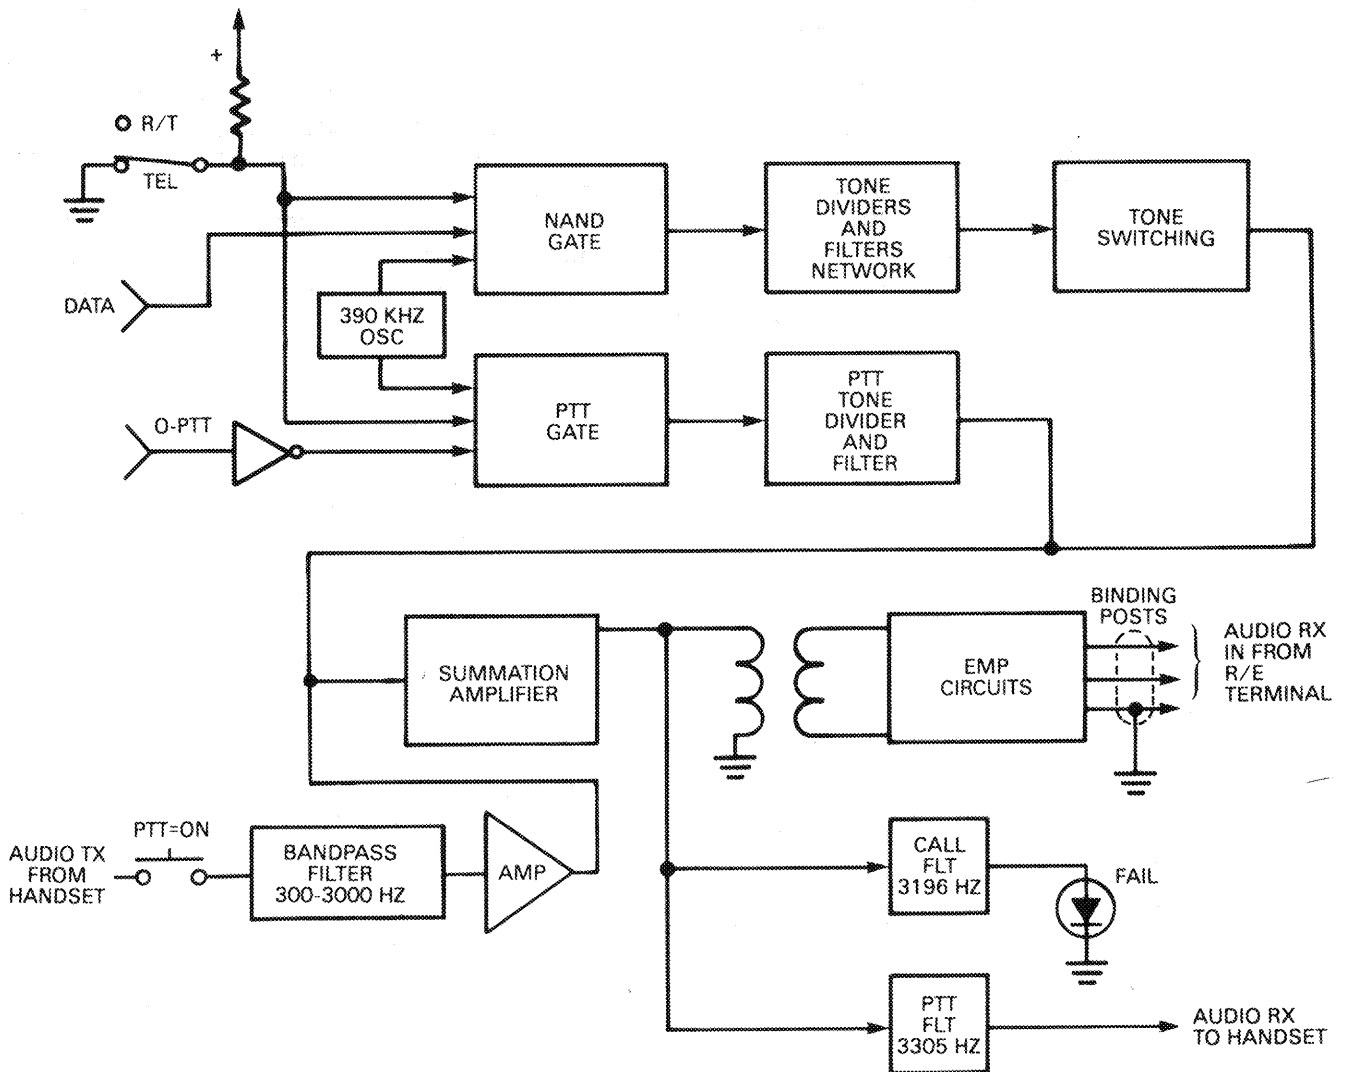 +
R/T
TEL
DATA
O-PTT
390 KHZ
OSC
NAND
GATE
TONE
DIVIDERS
AND
FILTERS
NETWORK
TONE
SWITCHING
PTT
GATE
PTT
TONE
DIVIDER
AND
FILTER
SUMMATION
AMPLIFIER
EMP
CIRCUITS
BINDING
POSTS
AUDIO RX
IN FROM
R/E
TERMINAL
AUDIO TX
FROM
HANDSET
PTT=ON
BANDPASS
FILTER
300-3000 HZ
AMP
CALL
FLT
3196 HZ
FAIL
PTT
FLT
3305 HZ
AUDIO RX
TO HANDSET